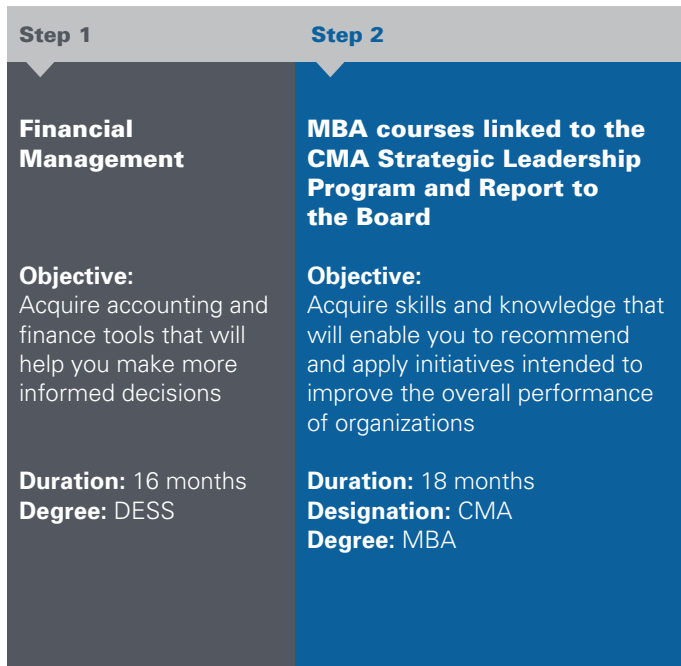 Step 1
Financial
Management
Objective:
Acquire accounting and
finance tools that will
help you make more
informed decisions
Duration: 16 months
Degree: DESS
Step 2
MBA courses linked to the
CMA Strategic Leadership
Program and Report to
the Board
Objective:
Acquire skills and knowledge that
will enable you to recommend
and apply initiatives intended to
improve the overall performance
of organizations
Duration: 18 months
Designation: CMA
Degree: MBA